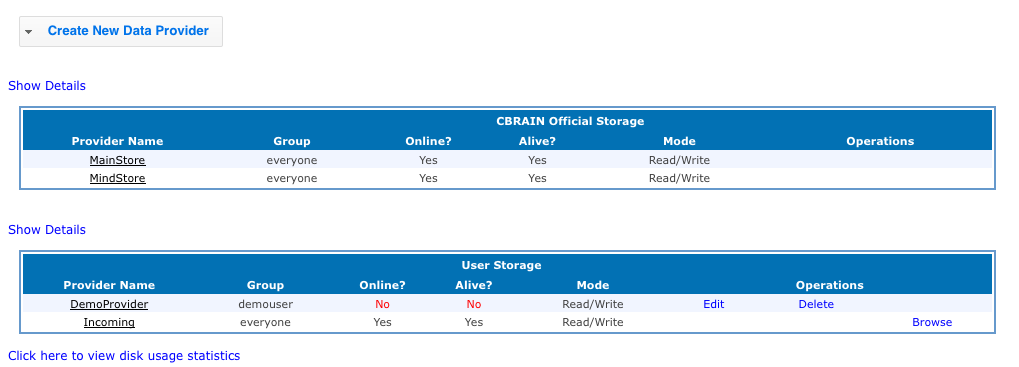 Create New Data Provider
Show Details
CBRAIN Official Storage
Provider Name Group Online? Alive? Mode Operations
MainStore everyone Yes Yes Read/Write
MindStore everyone Yes Yes Read/Write
Show Details
User Storage
Provider Name Group Online? Alive? Mode Operations
DemoProvider demouser No No Read/Write Edit Delete
Incoming everyone Yes Yes Read/Write Browse
Click here to view disk usage statistics